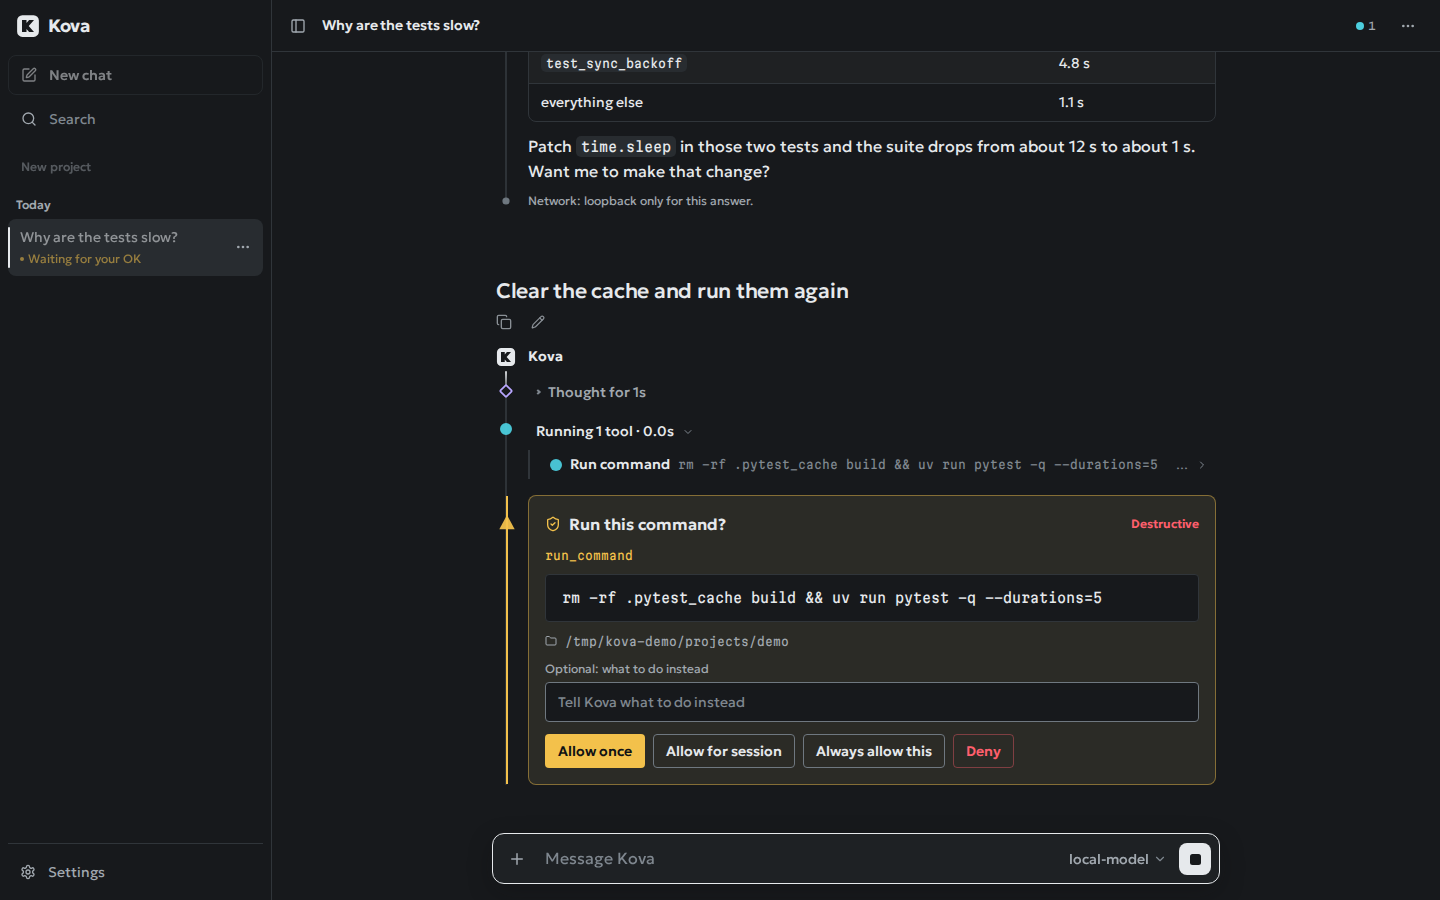 Kova
New chat
Search
New project
Today
Why are the tests slow?
• Waiting for your OK
Settings
Why are the tests slow?
1
test_sync_backoff 4.8 s
everything else 1.1 s
Patch time.sleep in those two tests and the suite drops from about 12 s to about 1 s.
Want me to make that change?
Network: loopback only for this answer.
Clear the cache and run them again
Kova
Thought for 1s
Running 1 tool · 0.0s
Run command rm -rf .pytest_cache build && uv run pytest -q --durations=5 ...
Run this command? Destructive
run_command
rm -rf .pytest_cache build && uv run pytest -q --durations=5
/tmp/kova-demo/projects/demo
Optional: what to do instead
Tell Kova what to do instead
Allow once Allow for session Always allow this Deny
Message Kova local-model